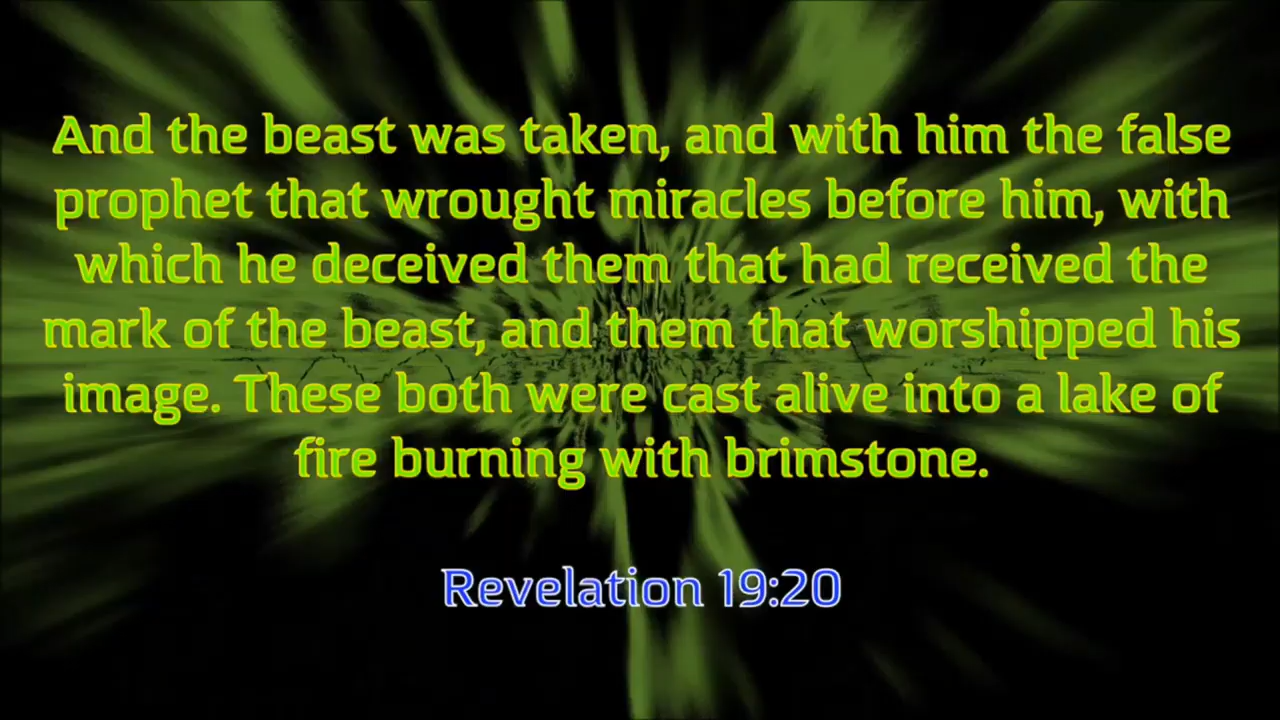 And the beast was taken, and with him the false
prophet that wrought miracles before him, with
which he deceived them that had received the
mark of the beast, and them that worshipped his
image. These both were cast alive into a lake of
fire burning with brimstone.
Revelation 19:20